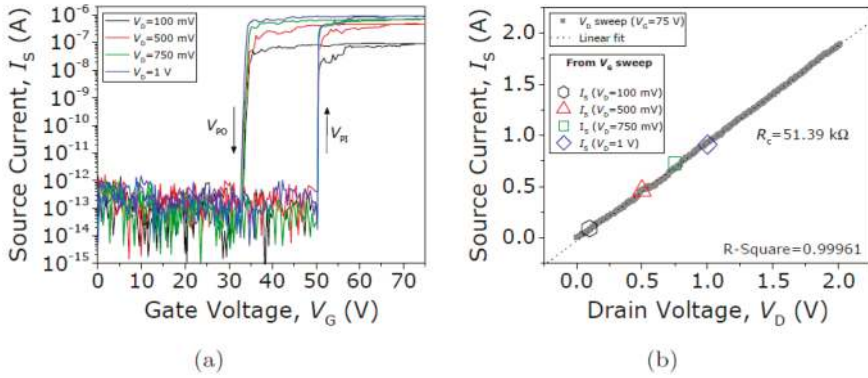 Source Current, I_S (A)
10^-6
10^-7
10^-8
10^-9
10^-10
10^-11
10^-12
10^-13
10^-14
10^-15
V_D=100 mV
V_D=500 mV
V_D=750 mV
V_D=1 V
V_PO
V_PI
0 10 20 30 40 50 60 70
Gate Voltage, V_G (V)
(a)
Source Current, I_S (A)
2.0
1.5
1.0
0.5
0.0
V_D sweep (V_G=75 V)
Linear fit
From V_G sweep
I_S (V_D=100 mV)
I_S (V_D=500 mV)
I_S (V_D=750 mV)
I_S (V_D=1 V)
R_c=51.39 kΩ
R-Square=0.99961
0.0 0.5 1.0 1.5 2.0
Drain Voltage, V_D (V)
(b)